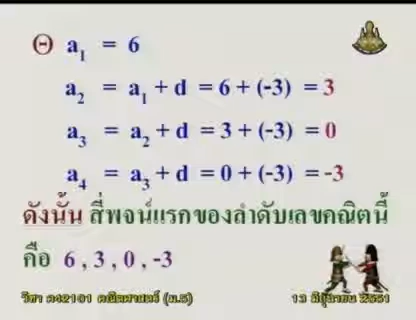 Θ a₁ = 6
a₂ = a₁ + d = 6 + (-3) = 3
a₃ = a₂ + d = 3 + (-3) = 0
a₄ = a₃ + d = 0 + (-3) = -3
ดังนั้น สี่พจน์แรกของลำดับเลขคณิตนี้
คือ 6 , 3 , 0 , -3
วิชา ค42101 คณิตศาสตร์ (ม.5) 13 มิถุนายน 2551